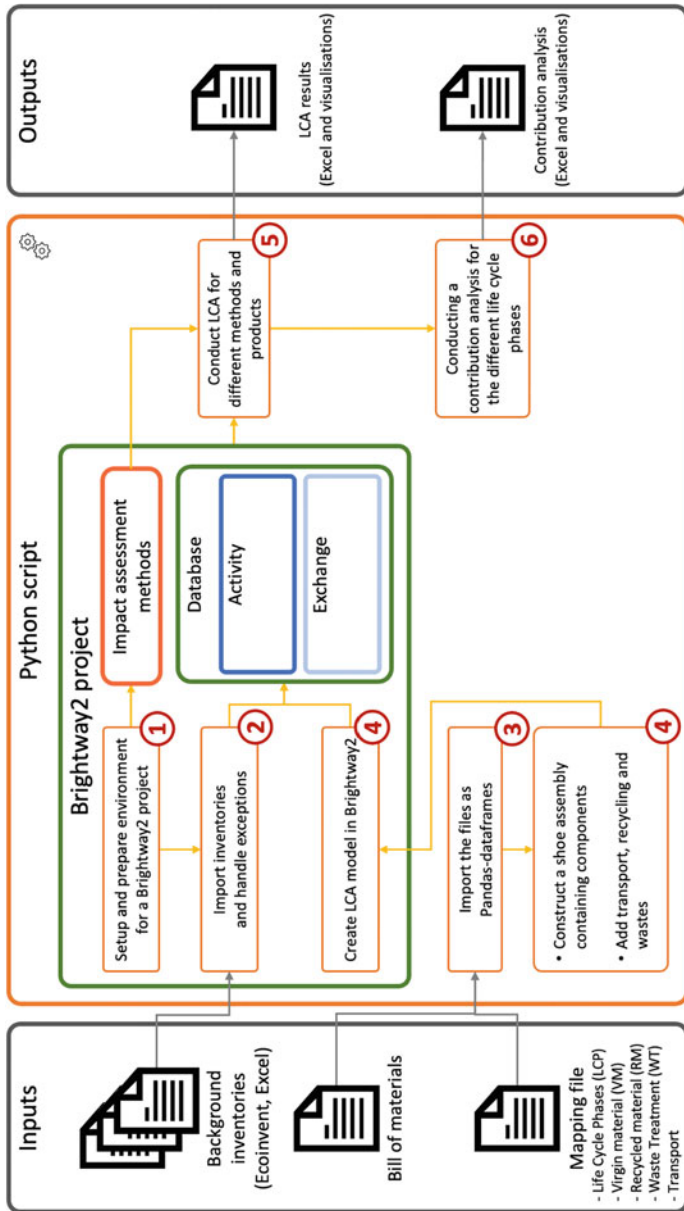 Inputs
Background
inventories
(Ecoinvent, Excel)
Bill of materials
Mapping file
- Life Cycle Phases (LCP)
- Virgin material (VM)
- Recycled material (RM)
- Waste Treatment (WT)
- Transport
Python script
Brightway2 project
Setup and prepare environment
for a Brightway2 project
1
Impact assessment
methods
Import inventories
and handle exceptions
2
Database
Activity
Exchange
Create LCA model in Brightway2
4
Import the files as
Pandas-dataframes
3
• Construct a shoe assembly
containing components
• Add transport, recycling and
wastes
4
Conduct LCA for
different methods and
products
5
Conducting a
contribution analysis for
the different life cycle
phases
6
Outputs
LCA results
(Excel and visualisations)
Contribution analysis
(Excel and visualisations)